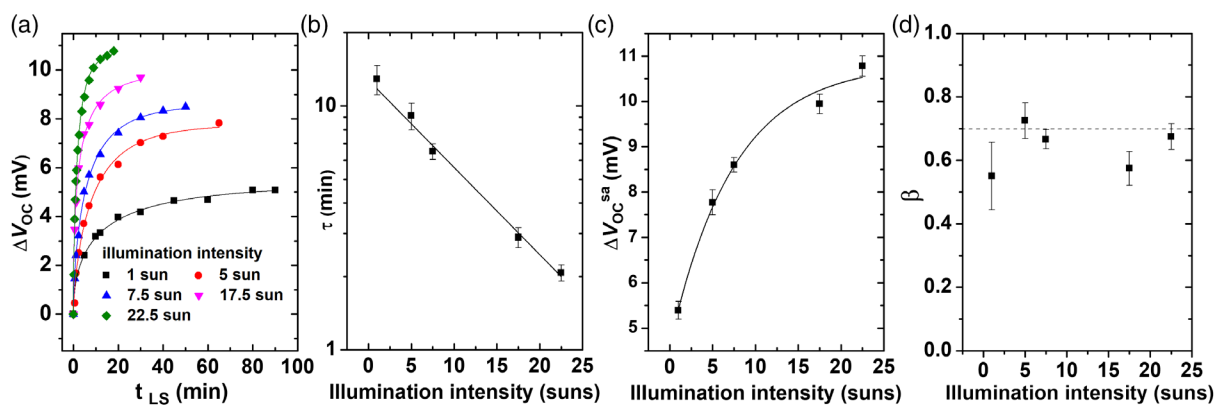 (a)
10
8
6
4
2
0
ΔV_OC (mV)
illumination intensity
1 sun
5 sun
7.5 sun
17.5 sun
22.5 sun
0 20 40 60 80 100
t_LS (min)
(b)
10
1
τ (min)
0 5 10 15 20 25
Illumination intensity (suns)
(c)
11
10
9
8
7
6
5
ΔV_OC^sa (mV)
0 5 10 15 20 25
Illumination intensity (suns)
(d)
1.0
0.8
0.6
0.4
0.2
0.0
β
0 5 10 15 20 25
Illumination intensity (suns)